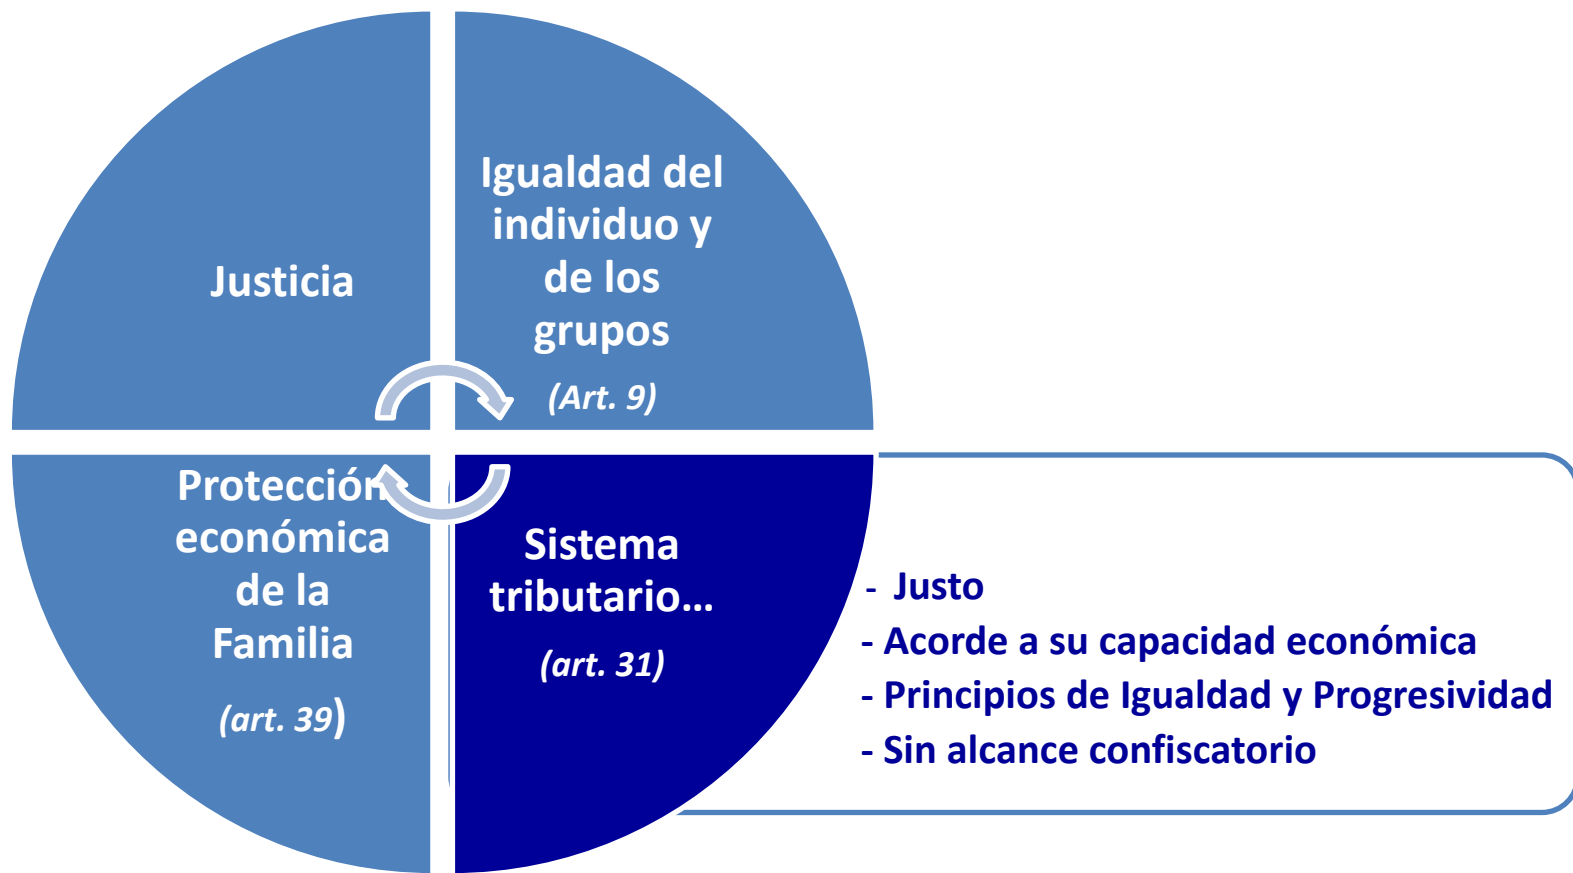 Justicia
Igualdad del
individuo y
de los
grupos
(Art. 9)
Protección
económica
de la
Familia
(art. 39)
Sistema
tributario...
(art. 31)
- Justo
- Acorde a su capacidad económica
- Principios de Igualdad y Progresividad
- Sin alcance confiscatorio